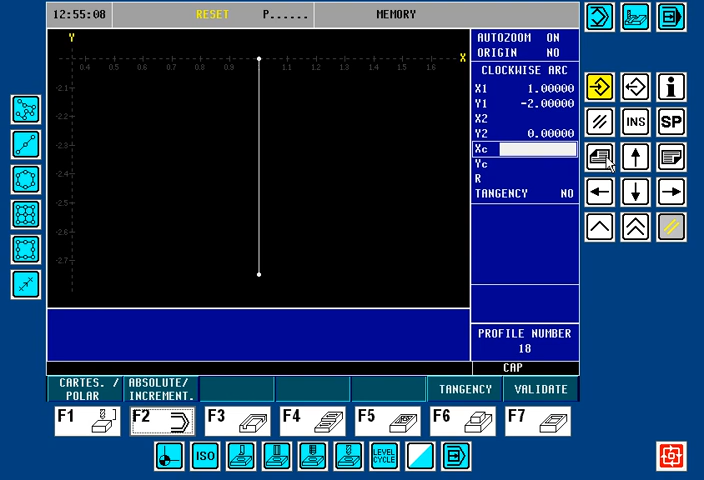 12:55:08 RESET P...... MEMORY
AUTOZOOM ON
ORIGIN NO
CLOCKWISE ARC
X1 1.00000
Y1 -2.00000
X2
Y2 0.00000
Xc
Yc
R
TANGENCY NO
Y
X
0.4 0.5 0.6 0.7 0.8 0.9 1.1 1.2 1.3 1.4 1.5 1.6
-2.1
-2.2
-2.3
-2.4
-2.5
-2.6
-2.7
INS SP
PROFILE NUMBER
18
CAP
CARTES. /
POLAR
ABSOLUTE/
INCREMENT.
TANGENCY
VALIDATE
F1 F2 F3 F4 F5 F6 F7
ISO
LEVEL
CYCLE